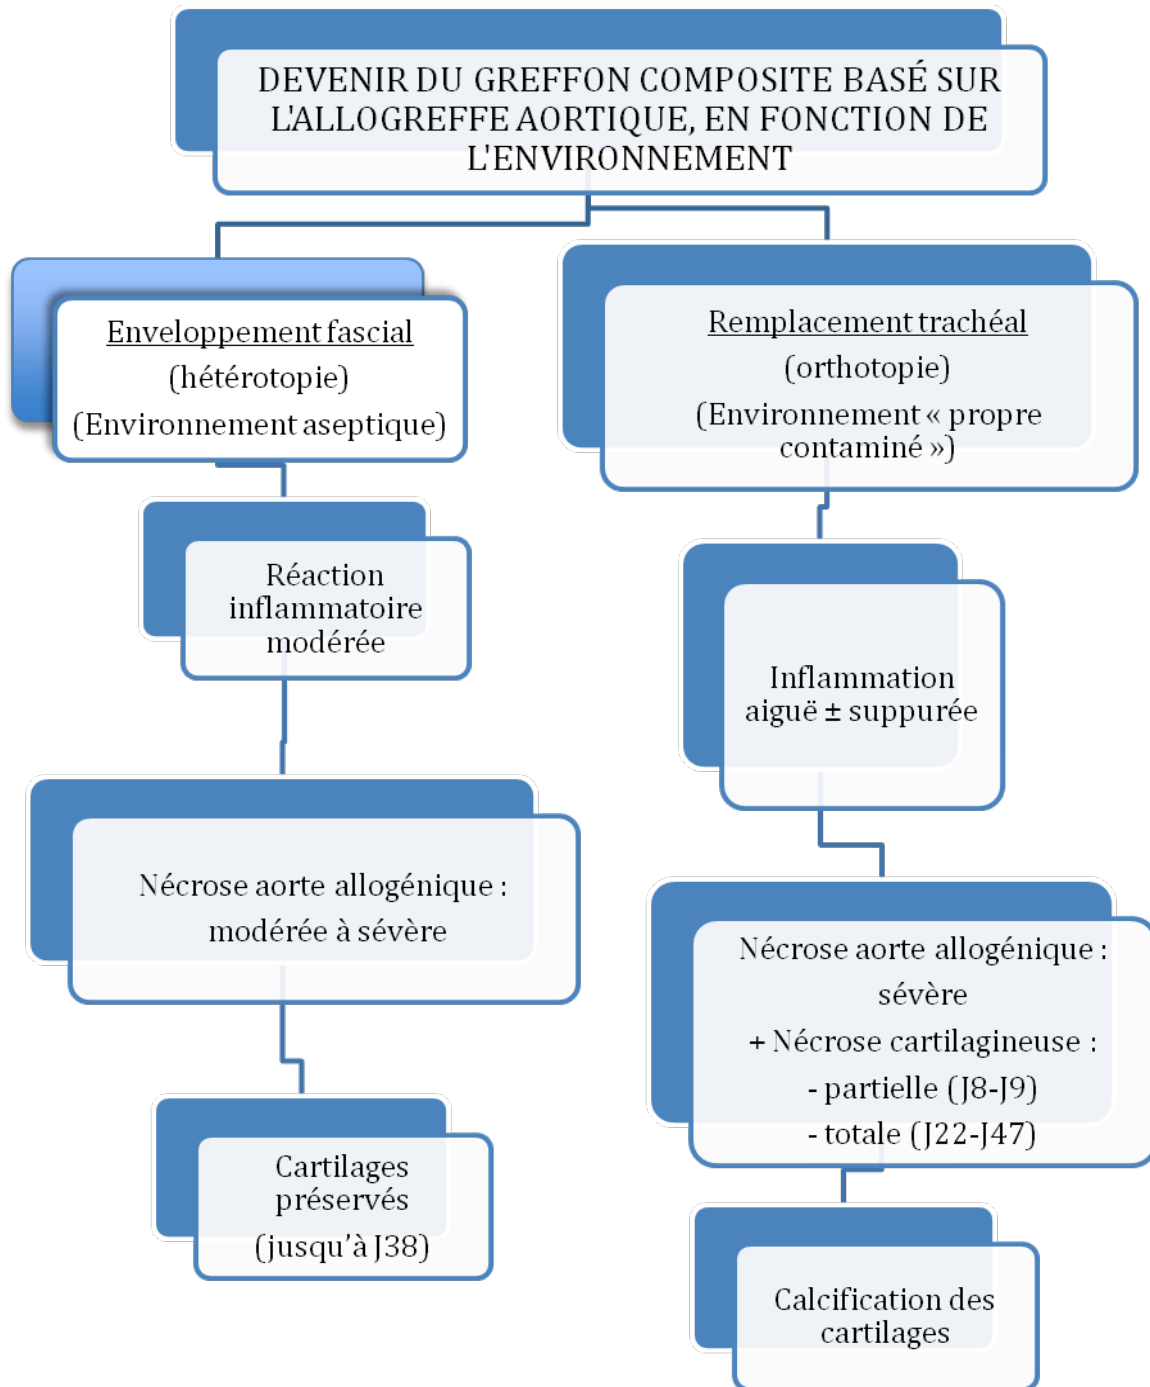 DEVENIR DU GREFFON COMPOSITE BASÉ SUR
L'ALLOGREFFE AORTIQUE, EN FONCTION DE
L'ENVIRONNEMENT
Enveloppement fascial
(hétérotopie)
(Environnement aseptique)
Réaction
inflammatoire
modérée
Nécrose aorte allogénique :
modérée à sévère
Cartilages
préservés
(jusqu’à J38)
Remplacement trachéal
(orthotopie)
(Environnement « propre
contaminé »)
Inflammation
aiguë ± suppurée
Nécrose aorte allogénique :
sévère
+ Nécrose cartilagineuse :
- partielle (J8-J9)
- totale (J22-J47)
Calcification des
cartilages